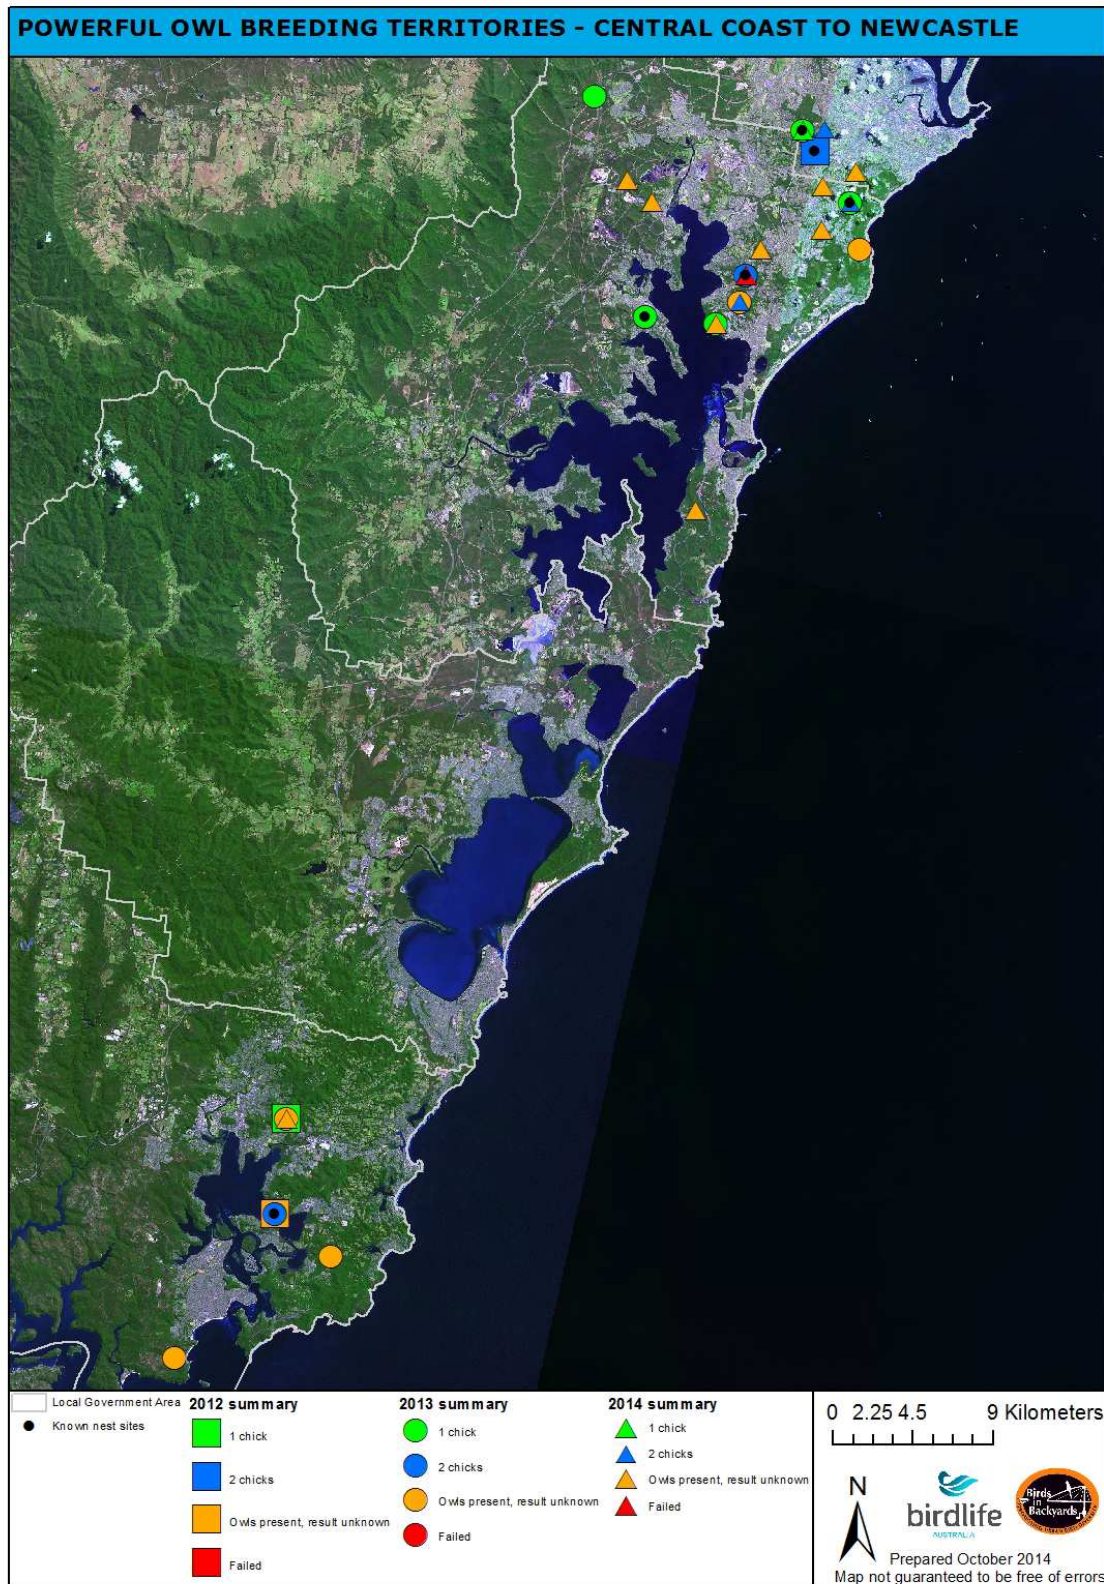 POWERFUL OWL BREEDING TERRITORIES - CENTRAL COAST TO NEWCASTLE
Local Government Area
Known nest sites
2012 summary
1 chick
2 chicks
Owls present, result unknown
Failed
2013 summary
1 chick
2 chicks
Owls present, result unknown
Failed
2014 summary
1 chick
2 chicks
Owls present, result unknown
Failed
0 2.25 4.5 9 Kilometers
N
birdlife
AUSTRALIA
Birds
in
Backyards
Prepared October 2014
Map not guaranteed to be free of errors